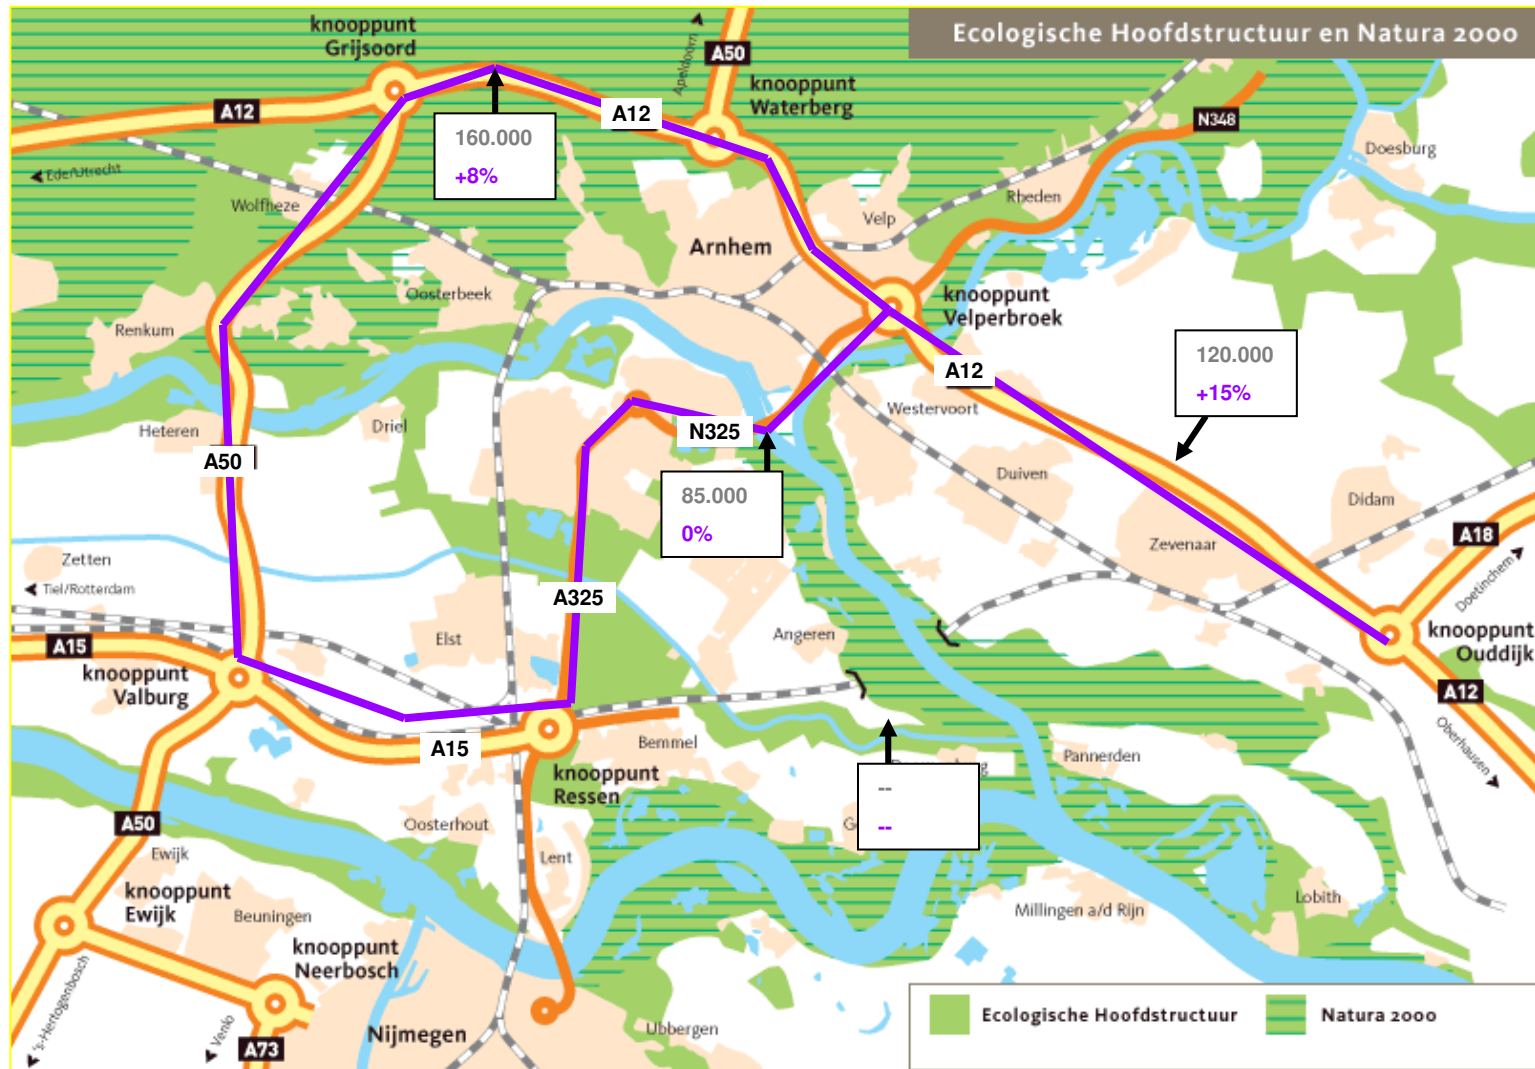 Ecologische Hoofdstructuur en Natura 2000
knooppunt
Grijsoord
Apeldoorn
A50
knooppunt
Waterberg
A12
A12
N348
160.000
+8%
Doesburg
Ede/Utrecht
Wolfheze
Rheden
Velp
Arnhem
Oosterbeek
knooppunt
Velperbroek
Renkum
120.000
+15%
A12
Westervoort
Heteren
Driel
N325
A50
Duiven
Didam
85.000
0%
Zevenaar
A18
Doetinchem
Zetten
Tiel/Rotterdam
A325
A15
Elst
Angeren
knooppunt
Ouddijk
knooppunt
Valburg
A12
Oberhausen
A15
Bemmel
Pannerden
knooppunt
Ressen
--
--
A50
Oosterhout
Ewijk
Lent
knooppunt
Ewijk
Beuningen
Millingen a/d Rijn
Lobith
knooppunt
Neerbosch
's-Hertogenbosch
Venlo
A73
Nijmegen
Ubbergen
Ecologische Hoofdstructuur
Natura 2000